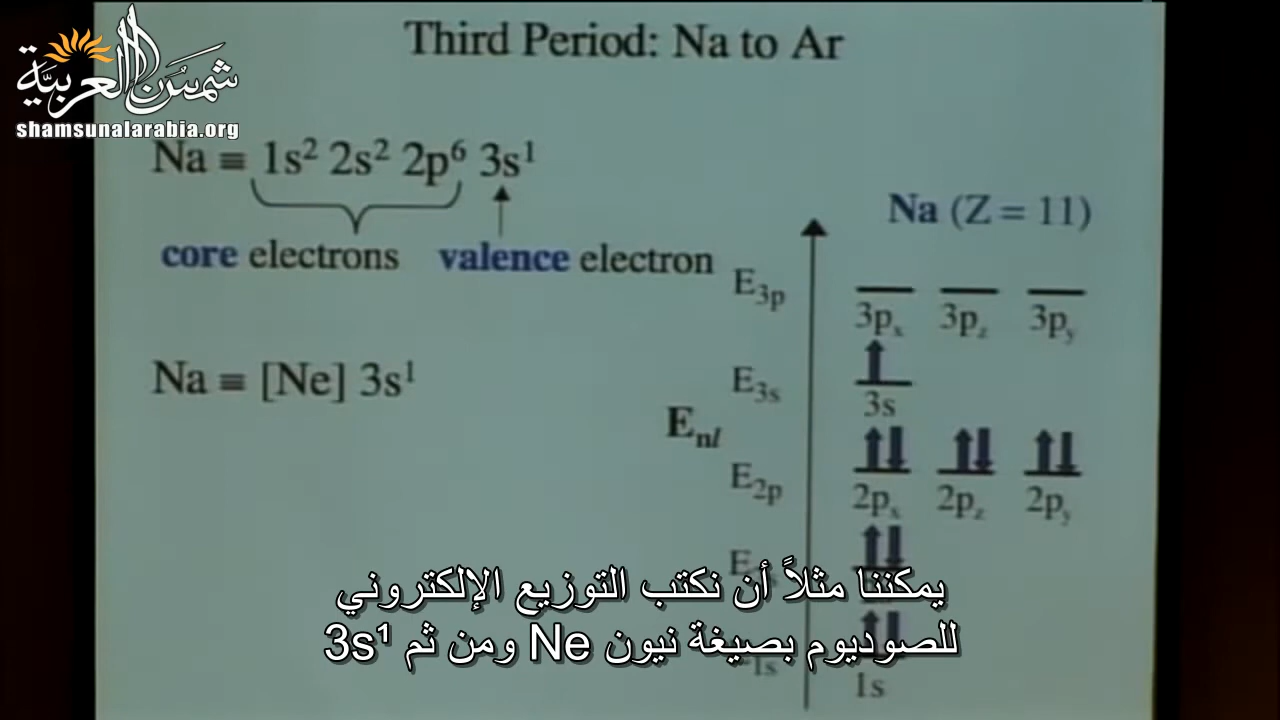 شمس العربية
shamsunalarabia.org
Third Period: Na to Ar
Na ≡ 1s² 2s² 2p⁶ 3s¹
core electrons
valence electron
Na ≡ [Ne] 3s¹
Na (Z = 11)
E3p
3px 3pz 3py
E3s
3s
Enl
E2p
2px 2pz 2py
1s
1s
يمكننا مثلاً أن نكتب التوزيع الإلكتروني
للصوديوم بصيغة نيون Ne ومن ثم 3s¹